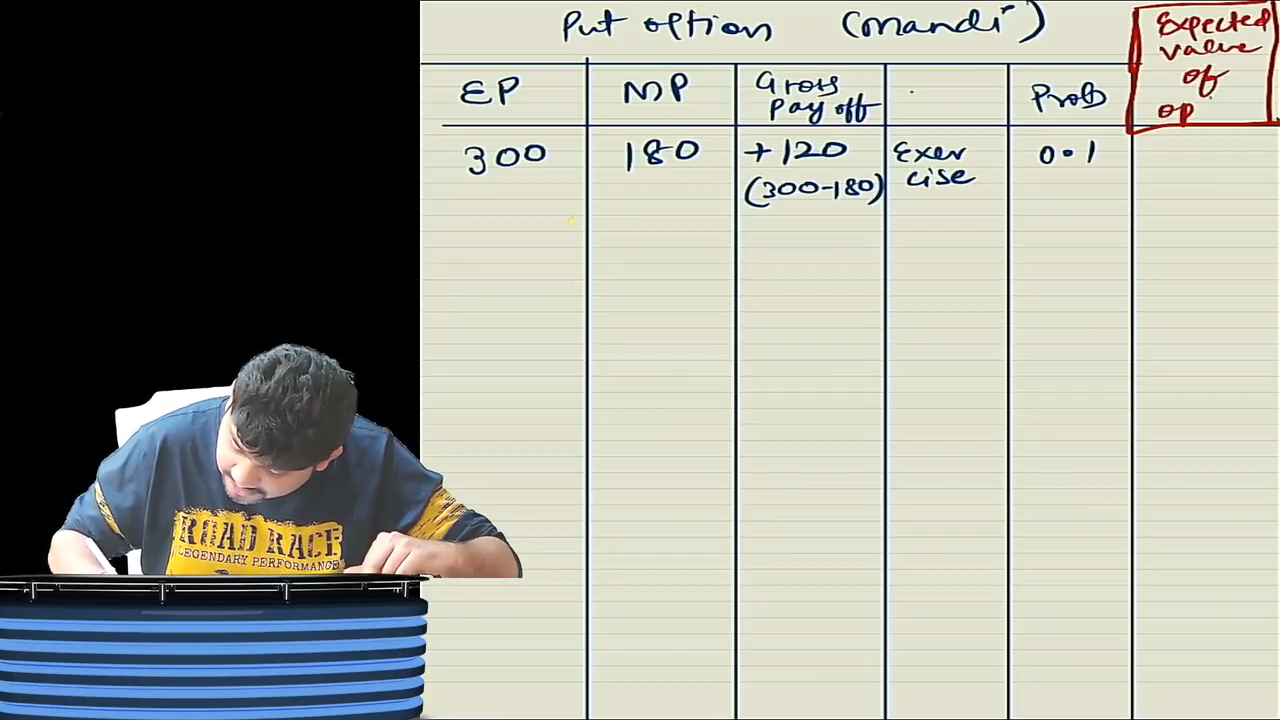 Put option (mandi)
Expected
value
of
op
EP MP Gross
Pay off Prob
300 180 +120 Exer
cise 0.1
(300-180)
ROAD RACE
LEGENDARY PERFORMANCE